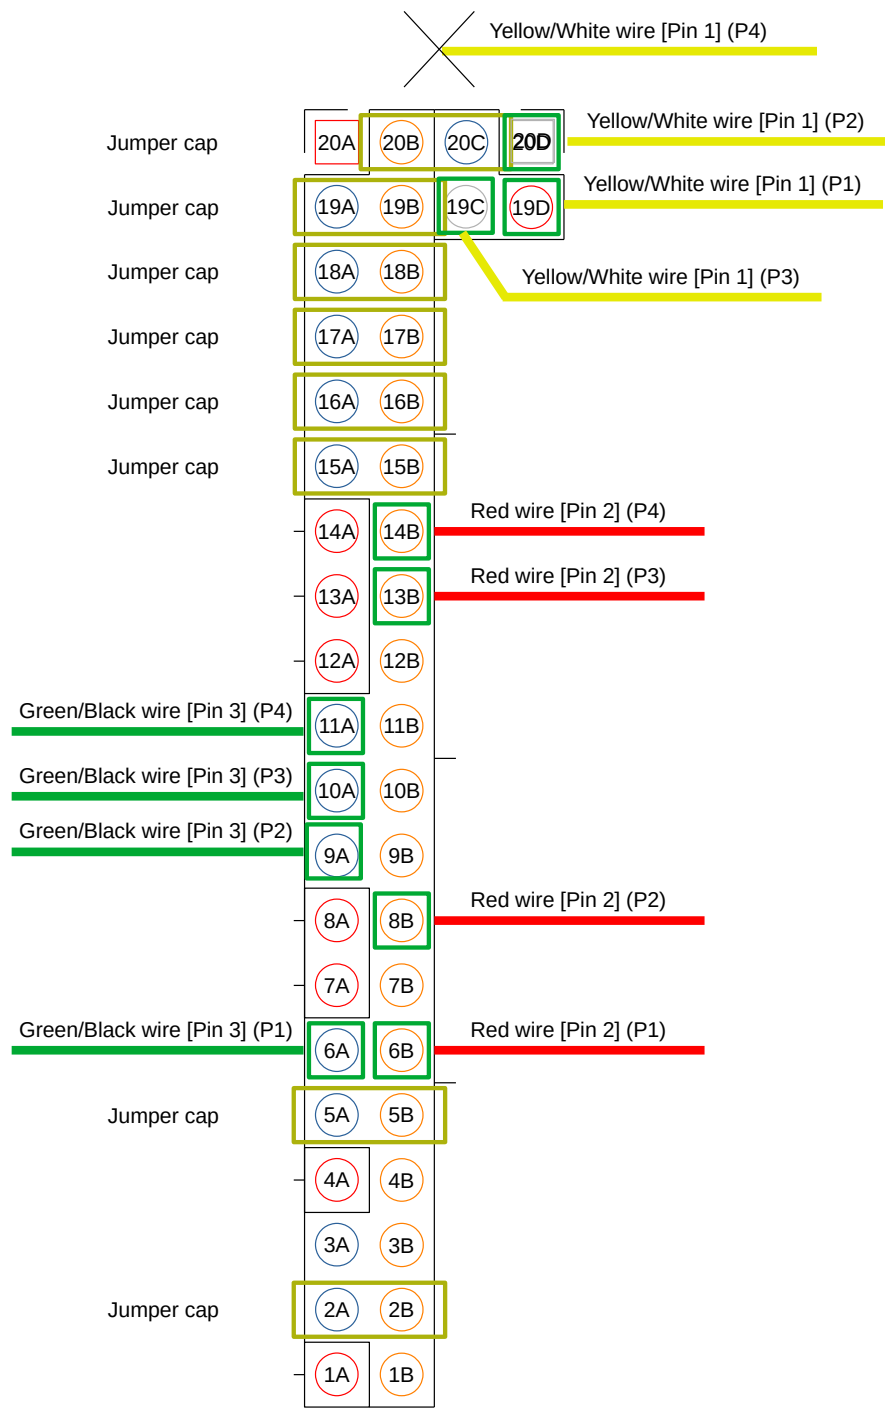 Yellow/White wire [Pin 1] (P4)
Jumper cap 20A 20B 20C 20D Yellow/White wire [Pin 1] (P2)
Jumper cap 19A 19B 19C 19D Yellow/White wire [Pin 1] (P1)
Jumper cap 18A 18B Yellow/White wire [Pin 1] (P3)
Jumper cap 17A 17B
Jumper cap 16A 16B
Jumper cap 15A 15B
14A 14B Red wire [Pin 2] (P4)
13A 13B Red wire [Pin 2] (P3)
12A 12B
Green/Black wire [Pin 3] (P4) 11A 11B
Green/Black wire [Pin 3] (P3) 10A 10B
Green/Black wire [Pin 3] (P2) 9A 9B
8A 8B Red wire [Pin 2] (P2)
7A 7B
Green/Black wire [Pin 3] (P1) 6A 6B Red wire [Pin 2] (P1)
Jumper cap 5A 5B
4A 4B
3A 3B
Jumper cap 2A 2B
1A 1B